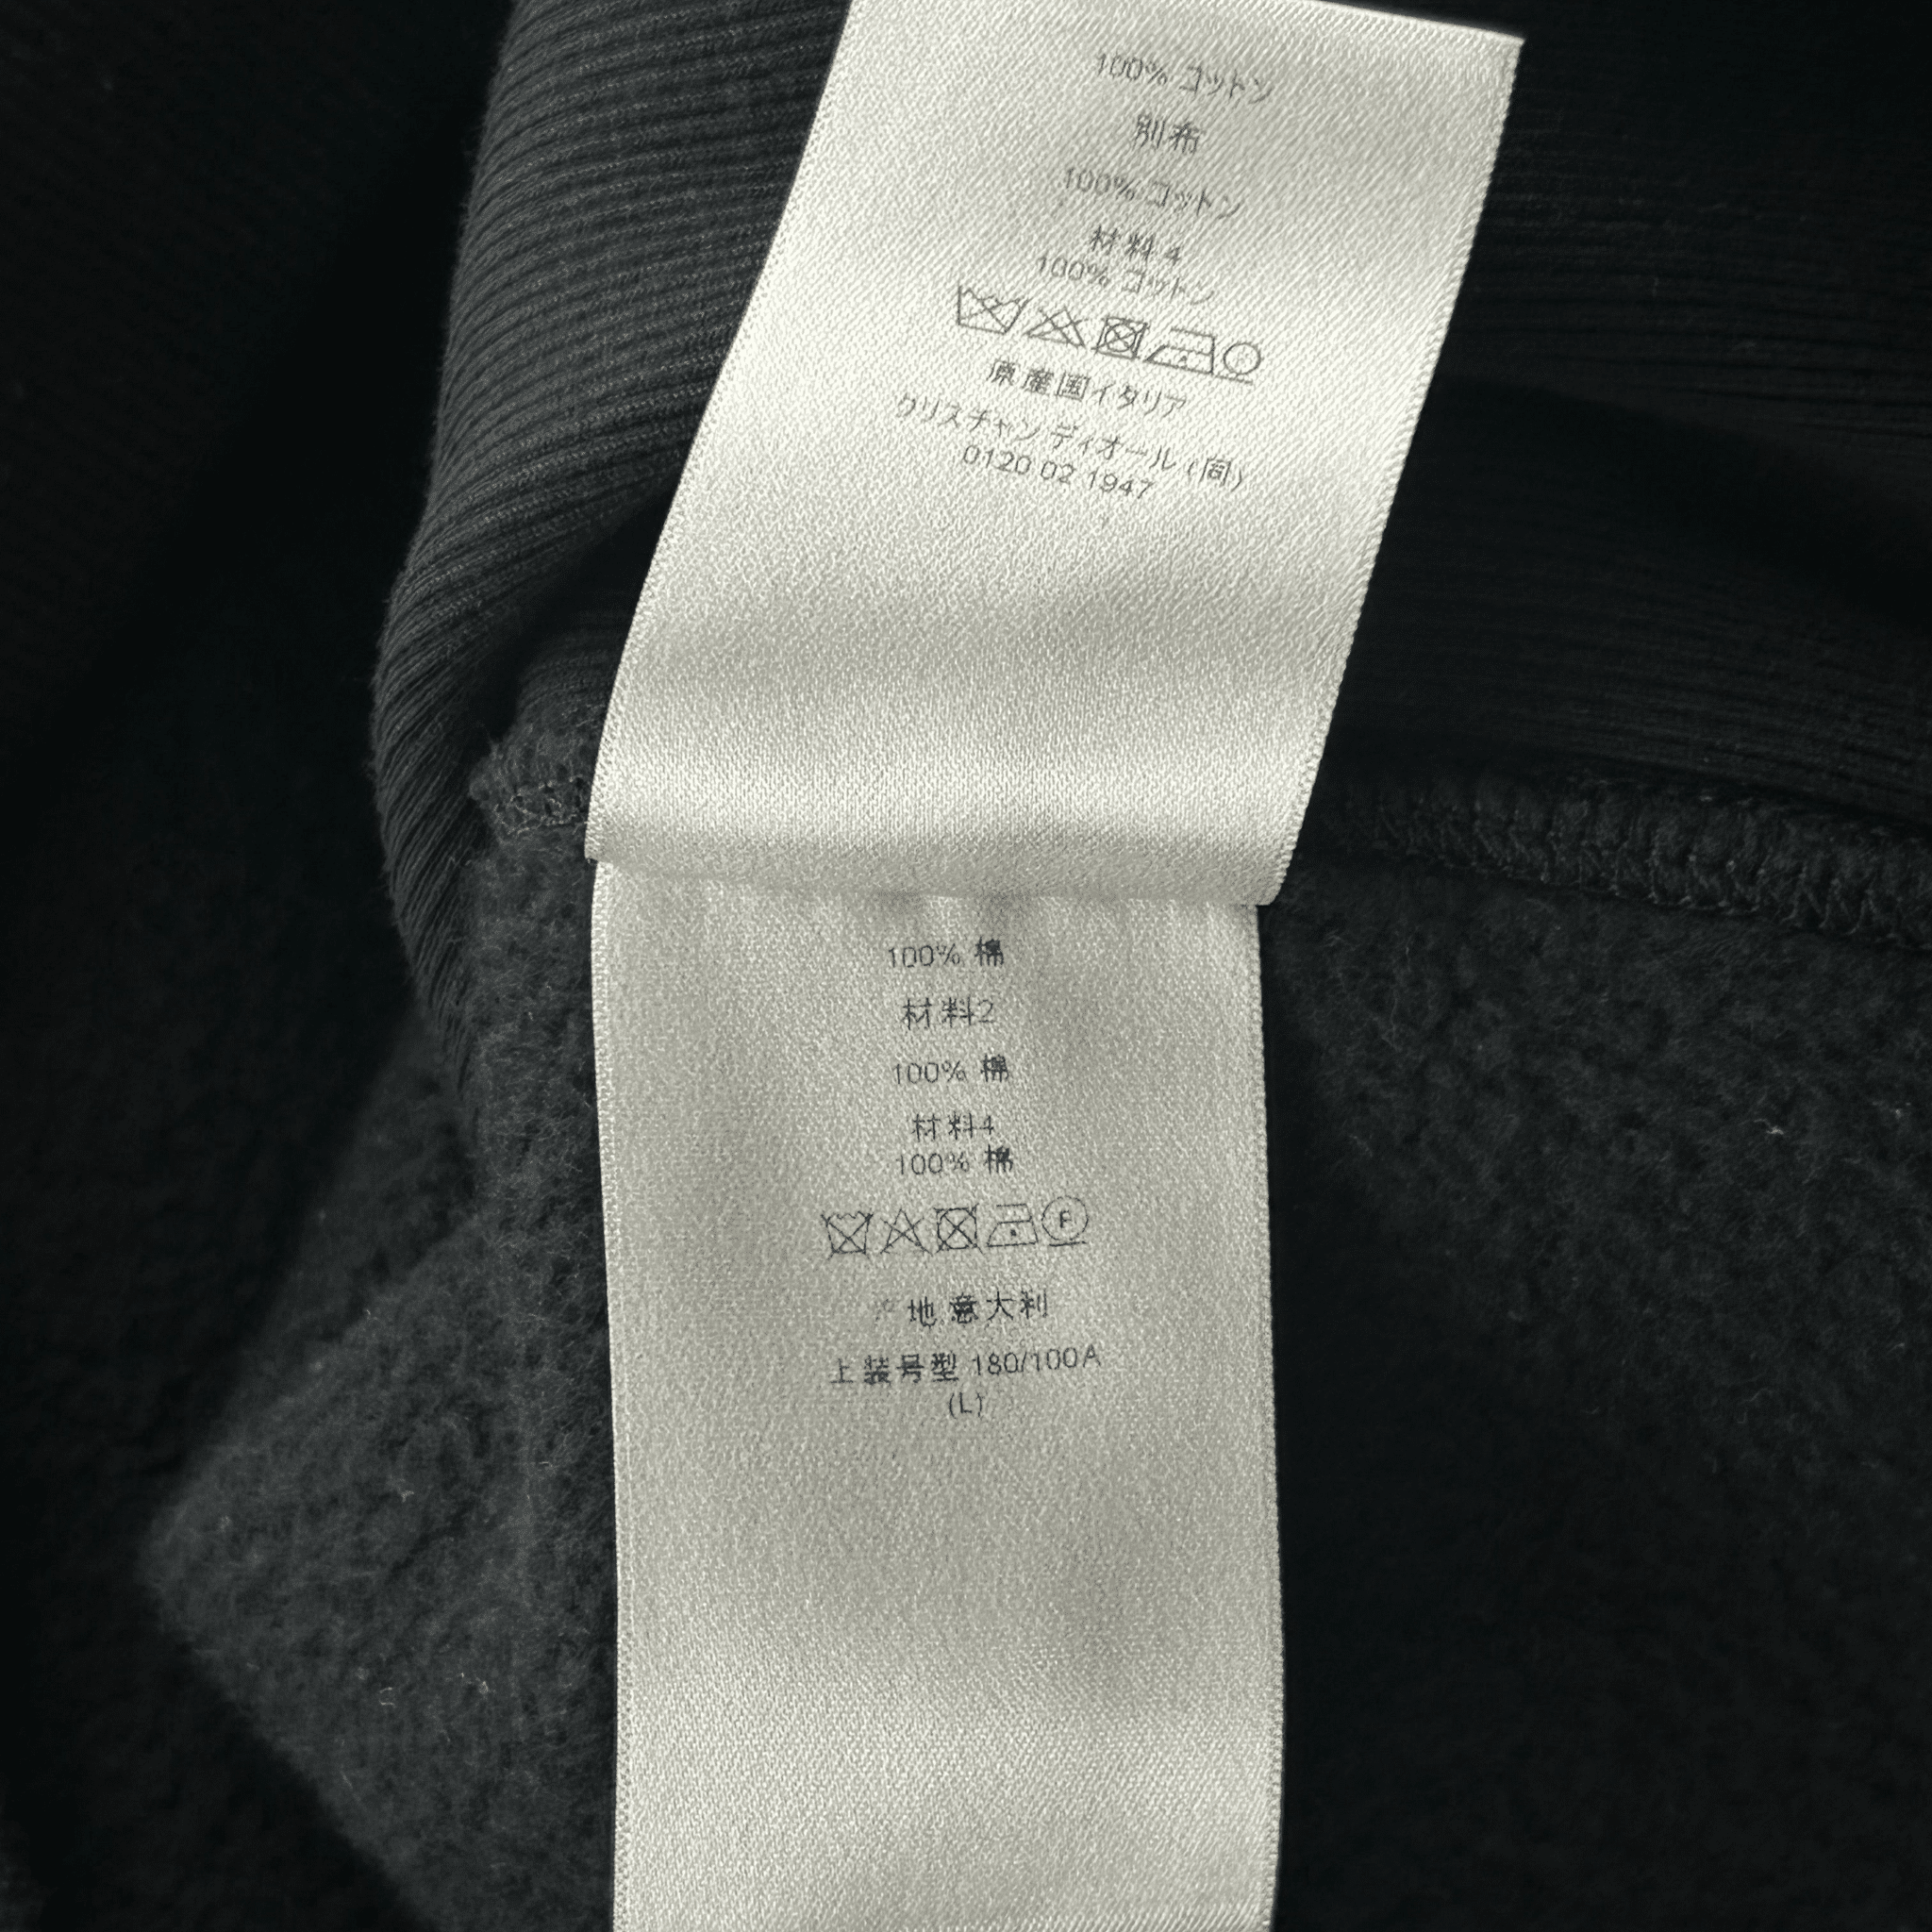 100% コットン
別布
100% コットン
材料 4
100% コットン
原産国イタリア
クリスチャン ディオール (同)
0120 02 1947
100% 棉
材料2
100% 棉
材料4
100% 棉
F
产地 意大利
上装号型 180/100A
(L)